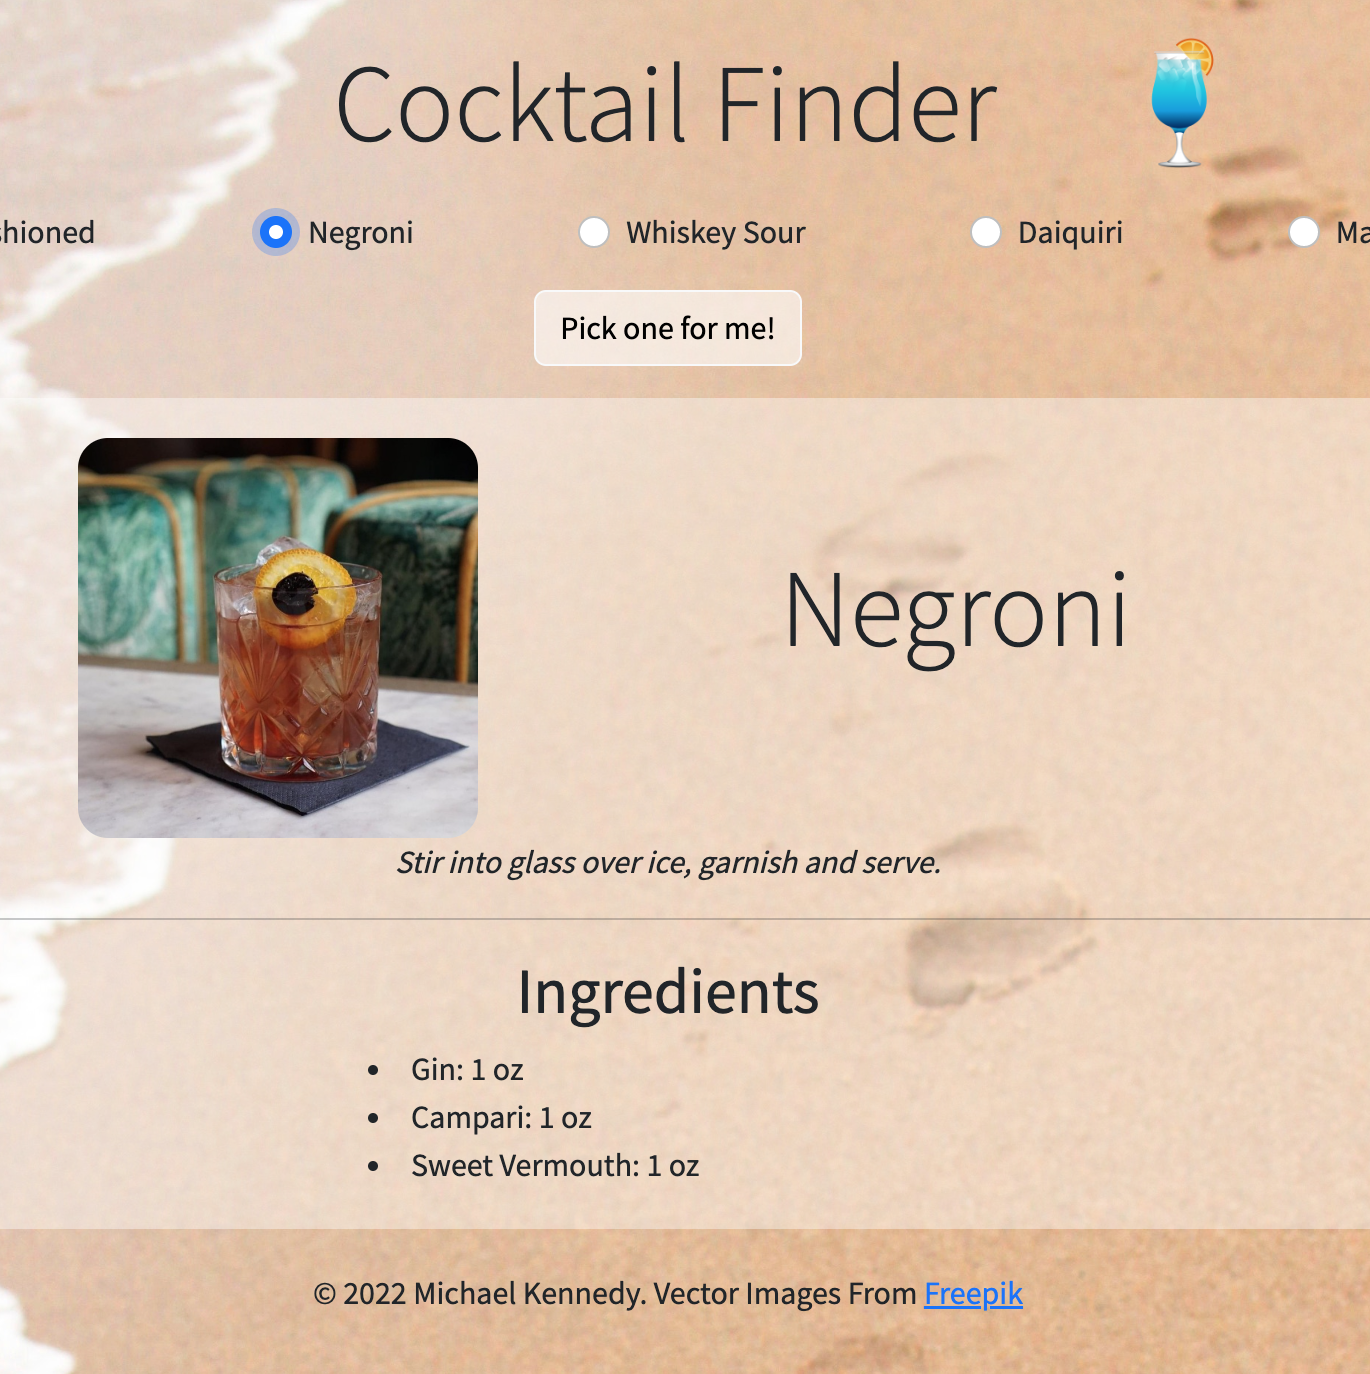 Cocktail Finder
shioned Negroni Whiskey Sour Daiquiri Ma
Pick one for me!
Negroni
Stir into glass over ice, garnish and serve.
Ingredients
• Gin: 1 oz
• Campari: 1 oz
• Sweet Vermouth: 1 oz
© 2022 Michael Kennedy. Vector Images From Freepik